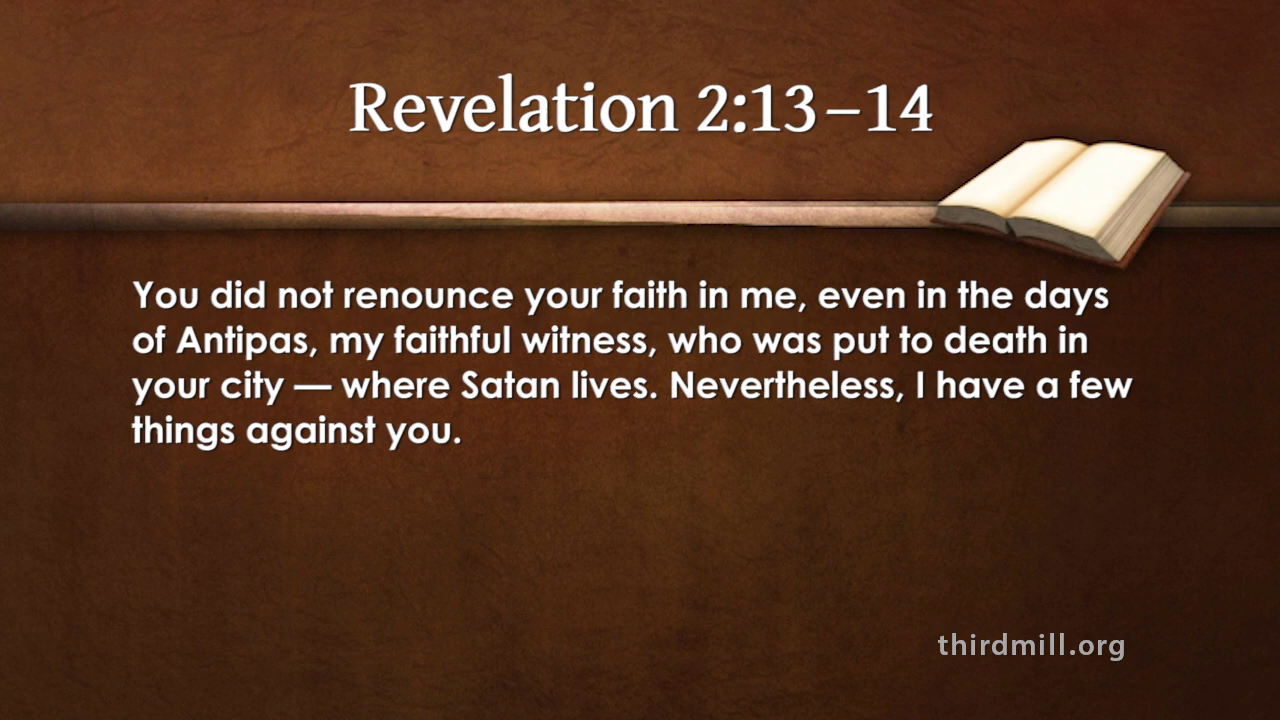 Revelation 2:13–14
You did not renounce your faith in me, even in the days
of Antipas, my faithful witness, who was put to death in
your city — where Satan lives. Nevertheless, I have a few
things against you.
thirdmill.org